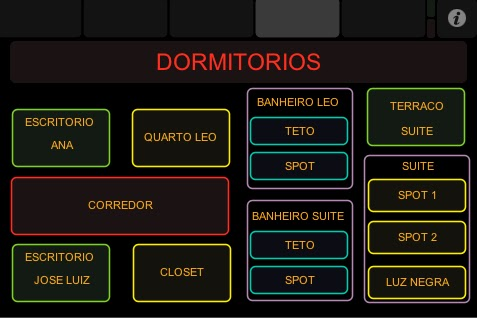 DORMITORIOS
ESCRITORIO
ANA
QUARTO LEO
BANHEIRO LEO
TETO
SPOT
TERRACO
SUITE
CORREDOR
SUITE
SPOT 1
SPOT 2
LUZ NEGRA
BANHEIRO SUITE
TETO
SPOT
ESCRITORIO
JOSE LUIZ
CLOSET